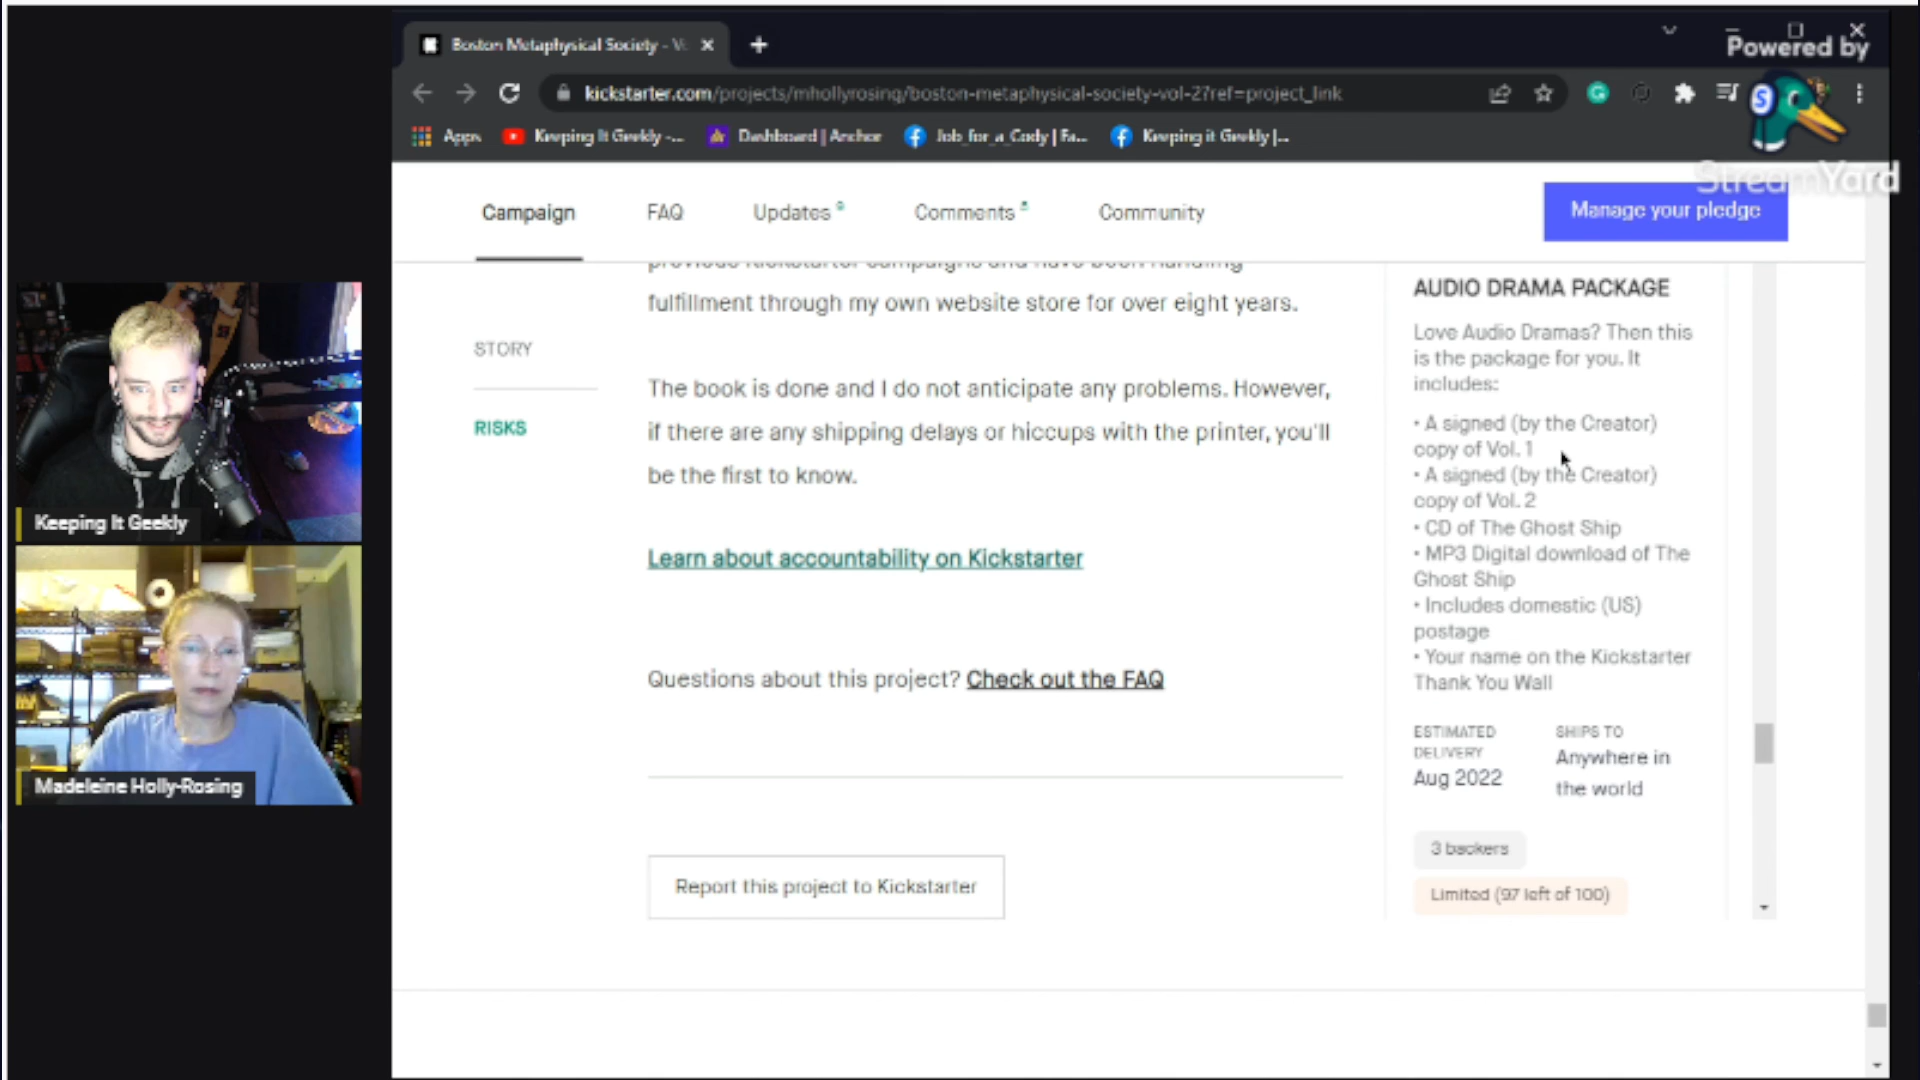 Boston Metaphysical Society - V
Powered by
kickstarter.com/projects/mhollyrosing/boston-metaphysical-society-vol-2?ref=project_link
Apps
Keeping It Geekly -...
Dashboard | Anchor
Job_for_a_Cody | Fa...
Keeping it Geekly |...
StreamYard
Campaign
FAQ
Updates
Comments
Community
Manage your pledge
previous Kickstarter campaigns and have been handling
fulfillment through my own website store for over eight years.
STORY
RISKS
The book is done and I do not anticipate any problems. However,
if there are any shipping delays or hiccups with the printer, you'll
be the first to know.
Learn about accountability on Kickstarter
Questions about this project? Check out the FAQ
Report this project to Kickstarter
AUDIO DRAMA PACKAGE
Love Audio Dramas? Then this
is the package for you. It
includes:
• A signed (by the Creator)
copy of Vol. 1
• A signed (by the Creator)
copy of Vol. 2
• CD of The Ghost Ship
• MP3 Digital download of The
Ghost Ship
• Includes domestic (US)
postage
• Your name on the Kickstarter
Thank You Wall
ESTIMATED
DELIVERY
Aug 2022
SHIPS TO
Anywhere in
the world
3 backers
Limited (97 left of 100)
Keeping It Geekly
Madeleine Holly-Rosing